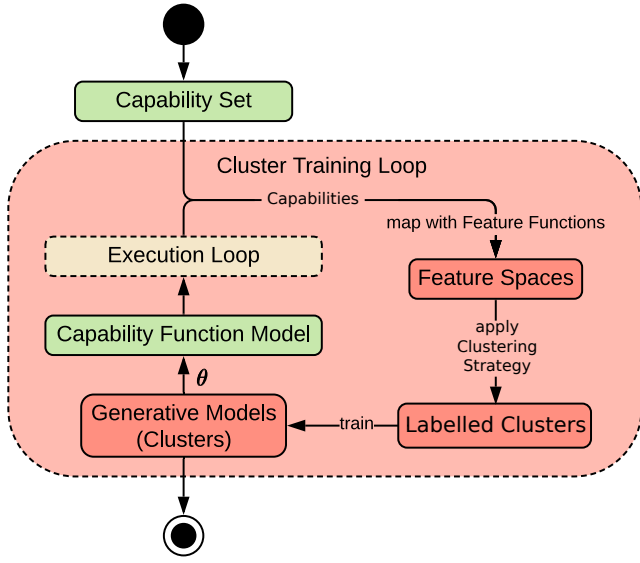 Capability Set
Cluster Training Loop
Capabilities
map with Feature Functions
Execution Loop
Feature Spaces
Capability Function Model
apply
Clustering
Strategy
θ
Generative Models
(Clusters)
train
Labelled Clusters